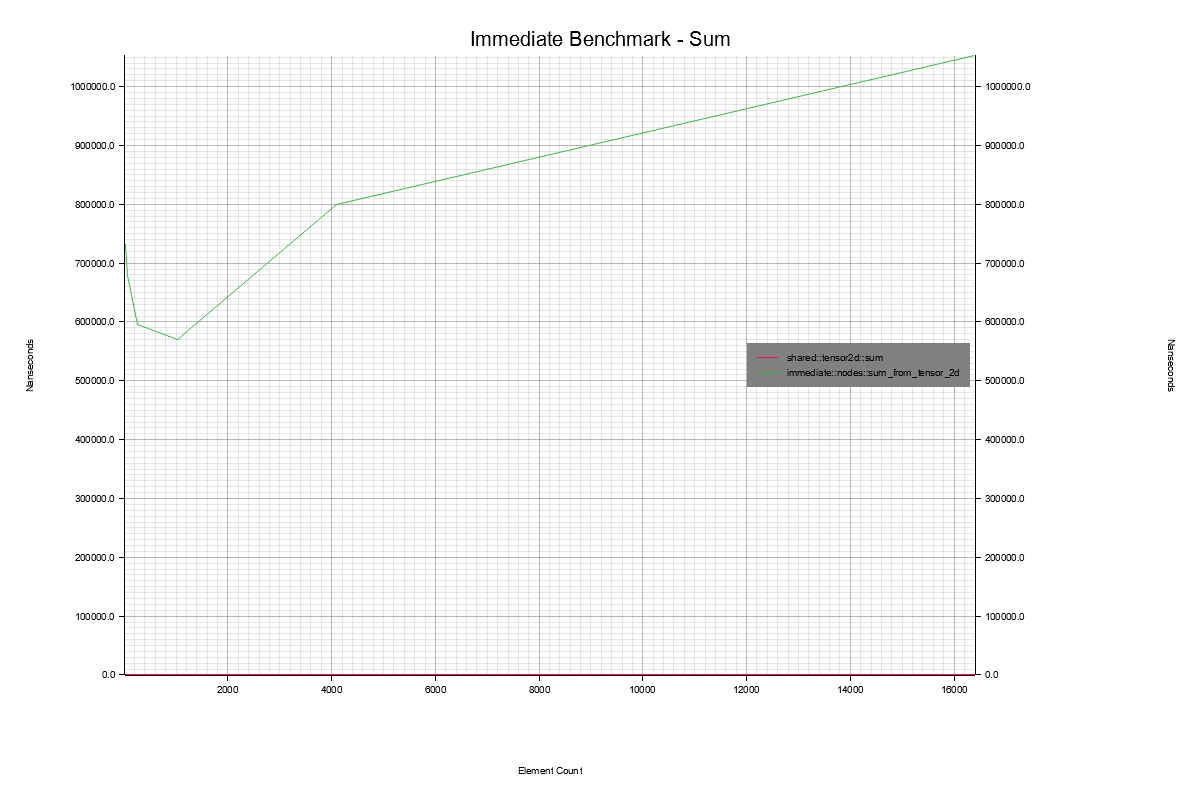 Immediate Benchmark - Sum
1000000.0 1000000.0
900000.0 900000.0
800000.0 800000.0
700000.0 700000.0
600000.0 600000.0
Nanseconds Nanseconds
shared::tensor2d::sum
immediate::nodes::sum_from_tensor_2d
500000.0 500000.0
400000.0 400000.0
300000.0 300000.0
200000.0 200000.0
100000.0 100000.0
0.0 0.0
2000 4000 6000 8000 10000 12000 14000 16000
Element Count